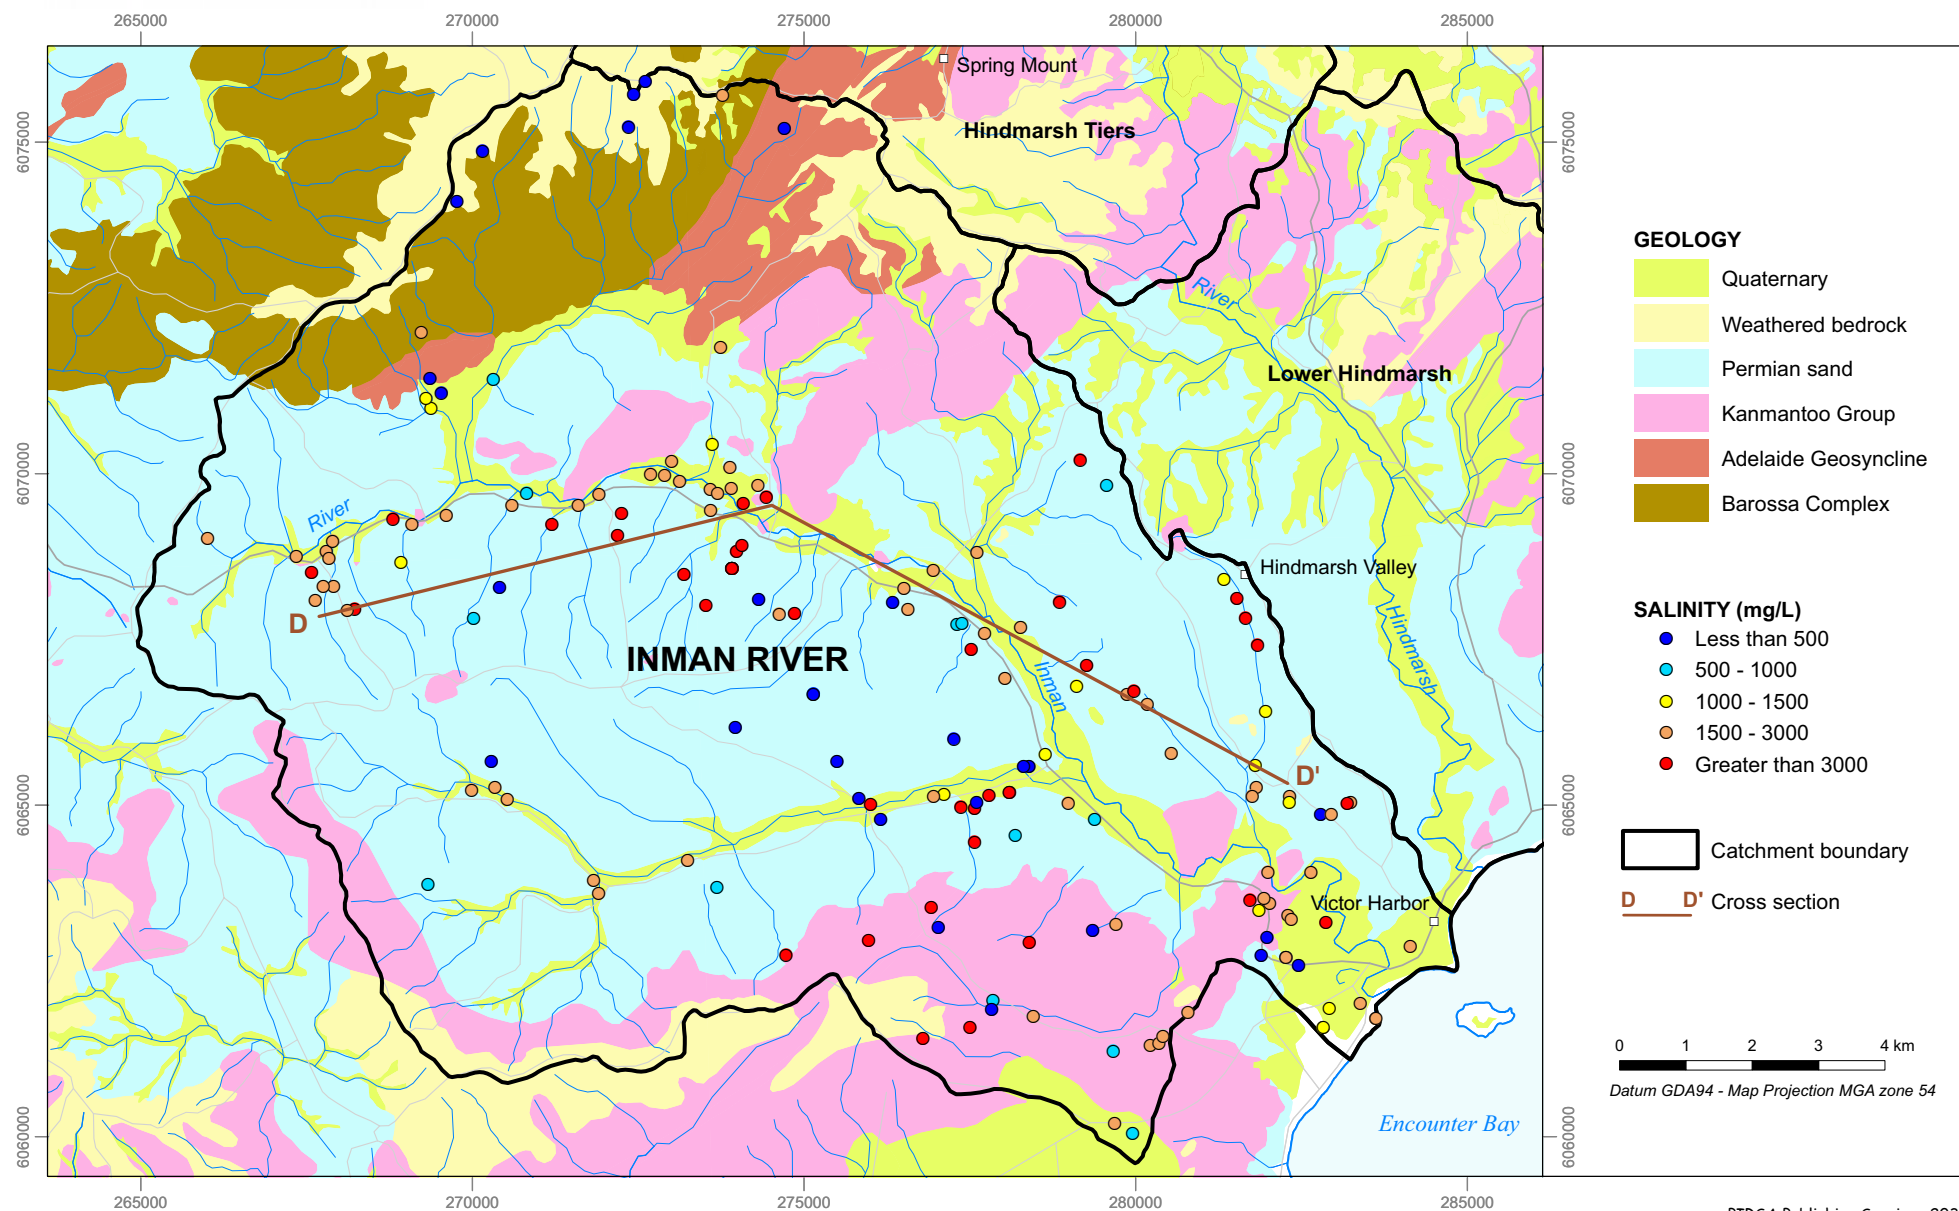 265000
270000
275000
280000
285000
Spring Mount
Hindmarsh Tiers
6075000
6075000
River
Lower Hindmarsh
6070000
6070000
River
Hindmarsh Valley
D
INMAN RIVER
Inman
Hindmarsh
D'
6065000
6065000
Victor Harbor
Encounter Bay
6060000
6060000
265000
270000
275000
280000
285000
GEOLOGY
Quaternary
Weathered bedrock
Permian sand
Kanmantoo Group
Adelaide Geosyncline
Barossa Complex
SALINITY (mg/L)
Less than 500
500 - 1000
1000 - 1500
1500 - 3000
Greater than 3000
Catchment boundary
D D' Cross section
0 1 2 3 4 km
Datum GDA94 - Map Projection MGA zone 54